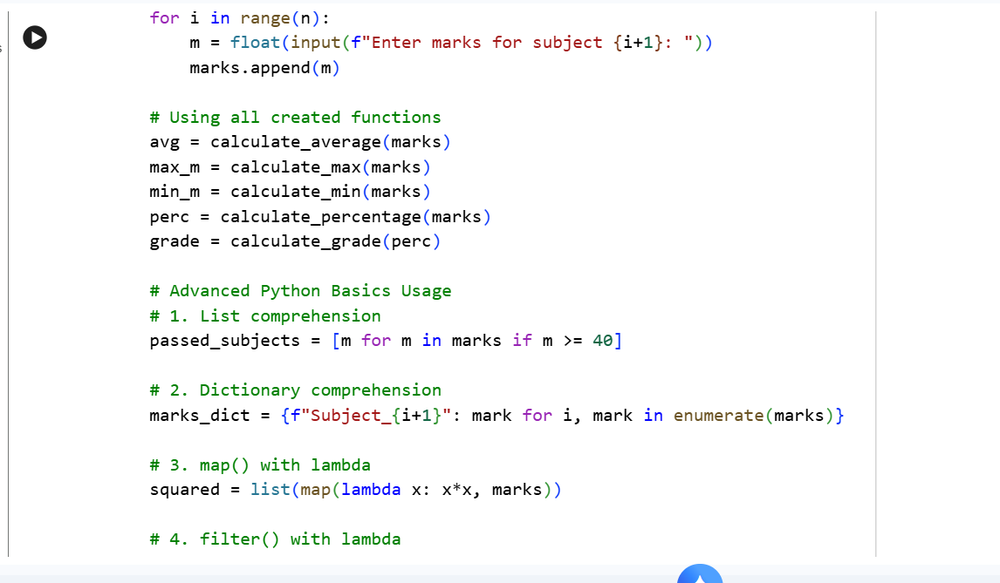 for i in range(n):
    m = float(input(f"Enter marks for subject {i+1}: "))
    marks.append(m)

# Using all created functions
avg = calculate_average(marks)
max_m = calculate_max(marks)
min_m = calculate_min(marks)
perc = calculate_percentage(marks)
grade = calculate_grade(perc)

# Advanced Python Basics Usage
# 1. List comprehension
passed_subjects = [m for m in marks if m >= 40]

# 2. Dictionary comprehension
marks_dict = {f"Subject_{i+1}": mark for i, mark in enumerate(marks)}

# 3. map() with lambda
squared = list(map(lambda x: x*x, marks))

# 4. filter() with lambda